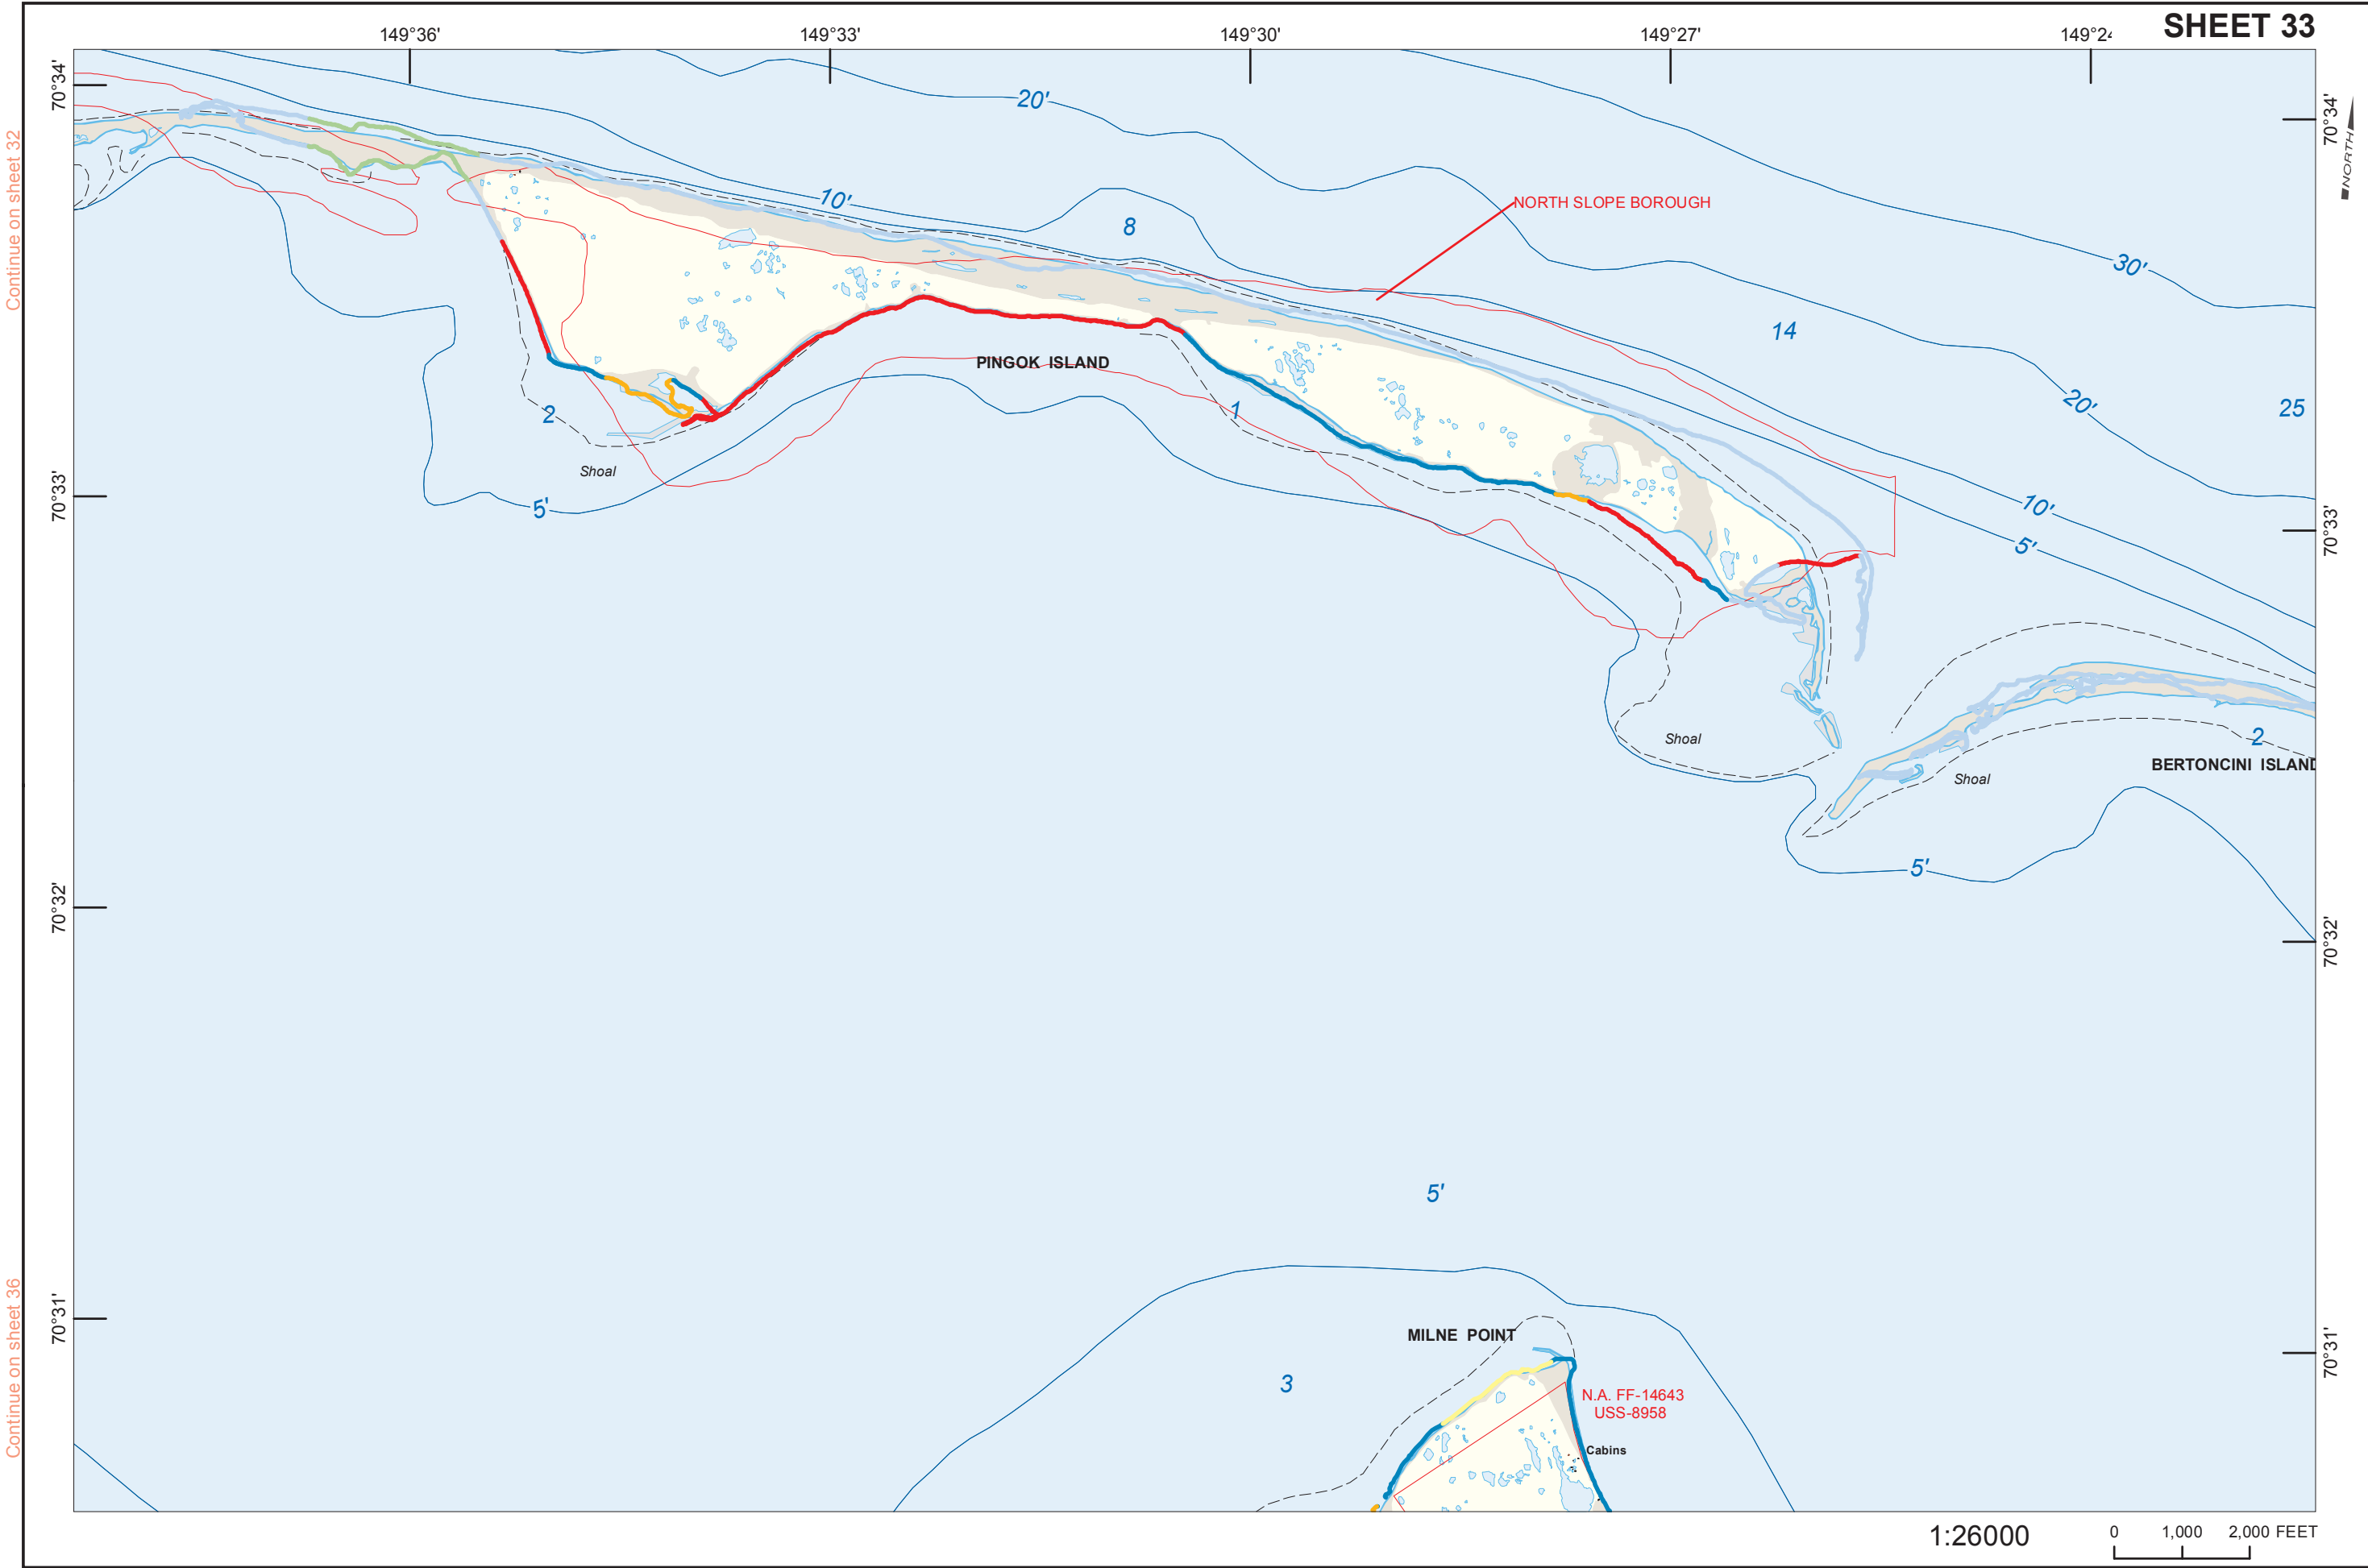 SHEET 33
149°36'
149°33'
149°30'
149°27'
149°24
70°34'
70°34'
NORTH
Continue on sheet 32
20'
10'
8
NORTH SLOPE BOROUGH
30'
14
PINGOK ISLAND
20'
25
2
1
Shoal
70°33'
5'
10'
70°33'
5'
Shoal
2
BERTONCINI ISLAND
Shoal
5'
70°32'
70°32'
5'
Continue on sheet 36
70°31'
MILNE POINT
70°31'
3
N.A. FF-14643
USS-8958
Cabins
1:26000
0 1,000 2,000 FEET